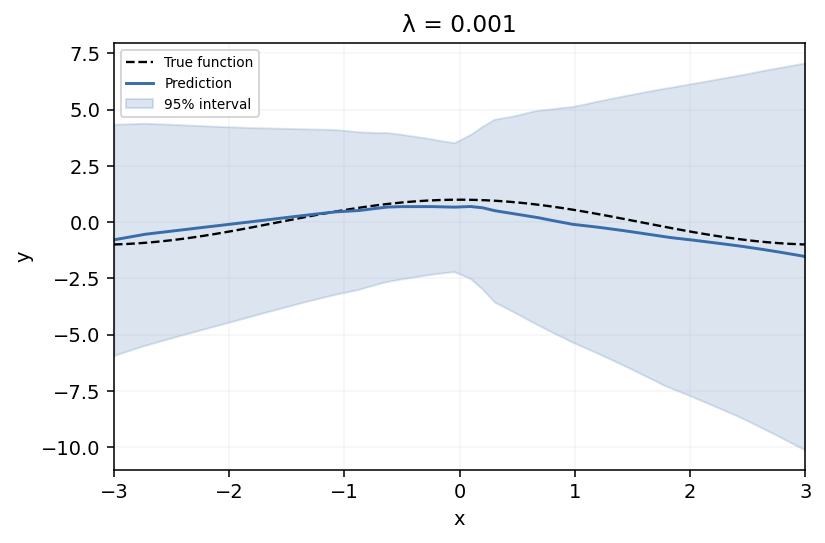 λ = 0.001
True function
Prediction
95% interval
7.5
5.0
2.5
0.0
−2.5
−5.0
−7.5
−10.0
y
−3 −2 −1 0 1 2 3
x